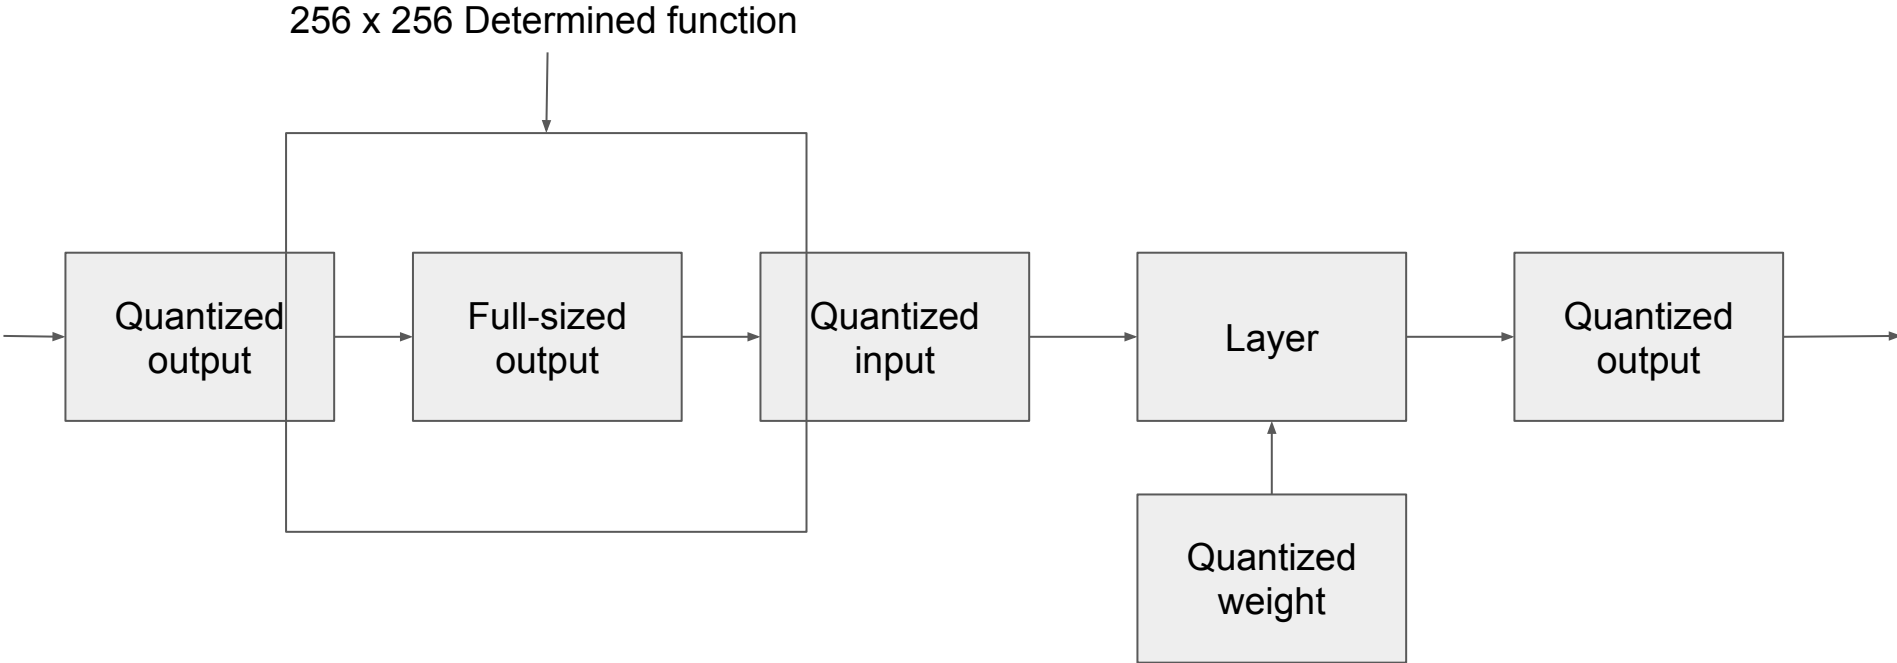 256 x 256 Determined function
Quantized
output
Full-sized
output
Quantized
input
Layer
Quantized
output
Quantized
weight